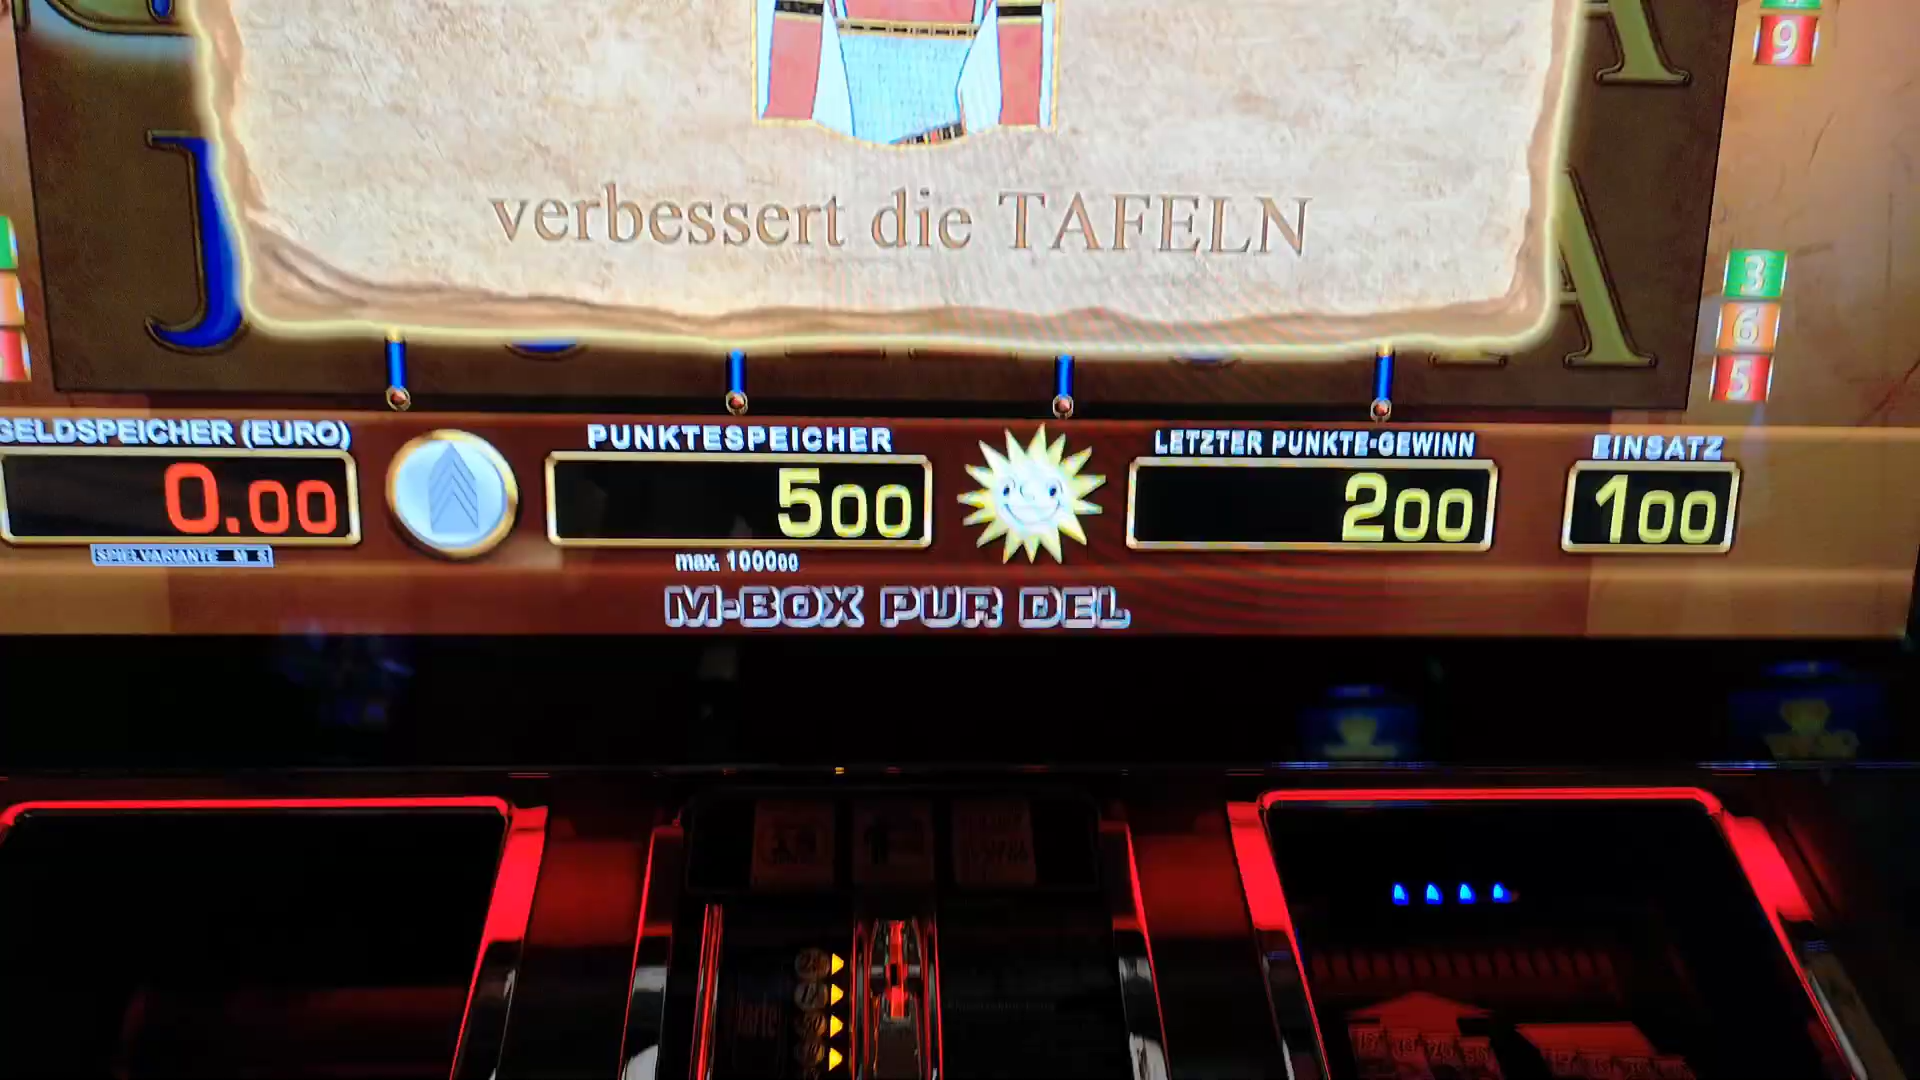 A
9
J
verbessert die TAFELN
A
3
6
5
GELDSPEICHER (EURO)
PUNKTESPEICHER
LETZTER PUNKTE-GEWINN
EINSATZ
0.00
500
200
100
SPIELVARIANTE
max. 100000
M-BOX PUR DEL